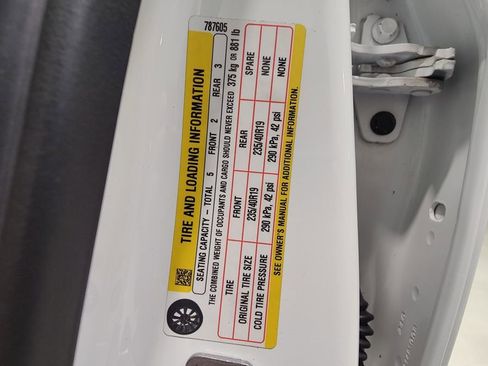 787605
TIRE AND LOADING INFORMATION
SEATING CAPACITY – TOTAL 5 FRONT 2 REAR 3
THE COMBINED WEIGHT OF OCCUPANTS AND CARGO SHOULD NEVER EXCEED 375 kg OR 881 lb
TIRE FRONT REAR SPARE
ORIGINAL TIRE SIZE 235/40R19 235/40R19 NONE
COLD TIRE PRESSURE 290 kPa, 42 psi 290 kPa, 42 psi NONE
SEE OWNER'S MANUAL FOR ADDITIONAL INFORMATION.